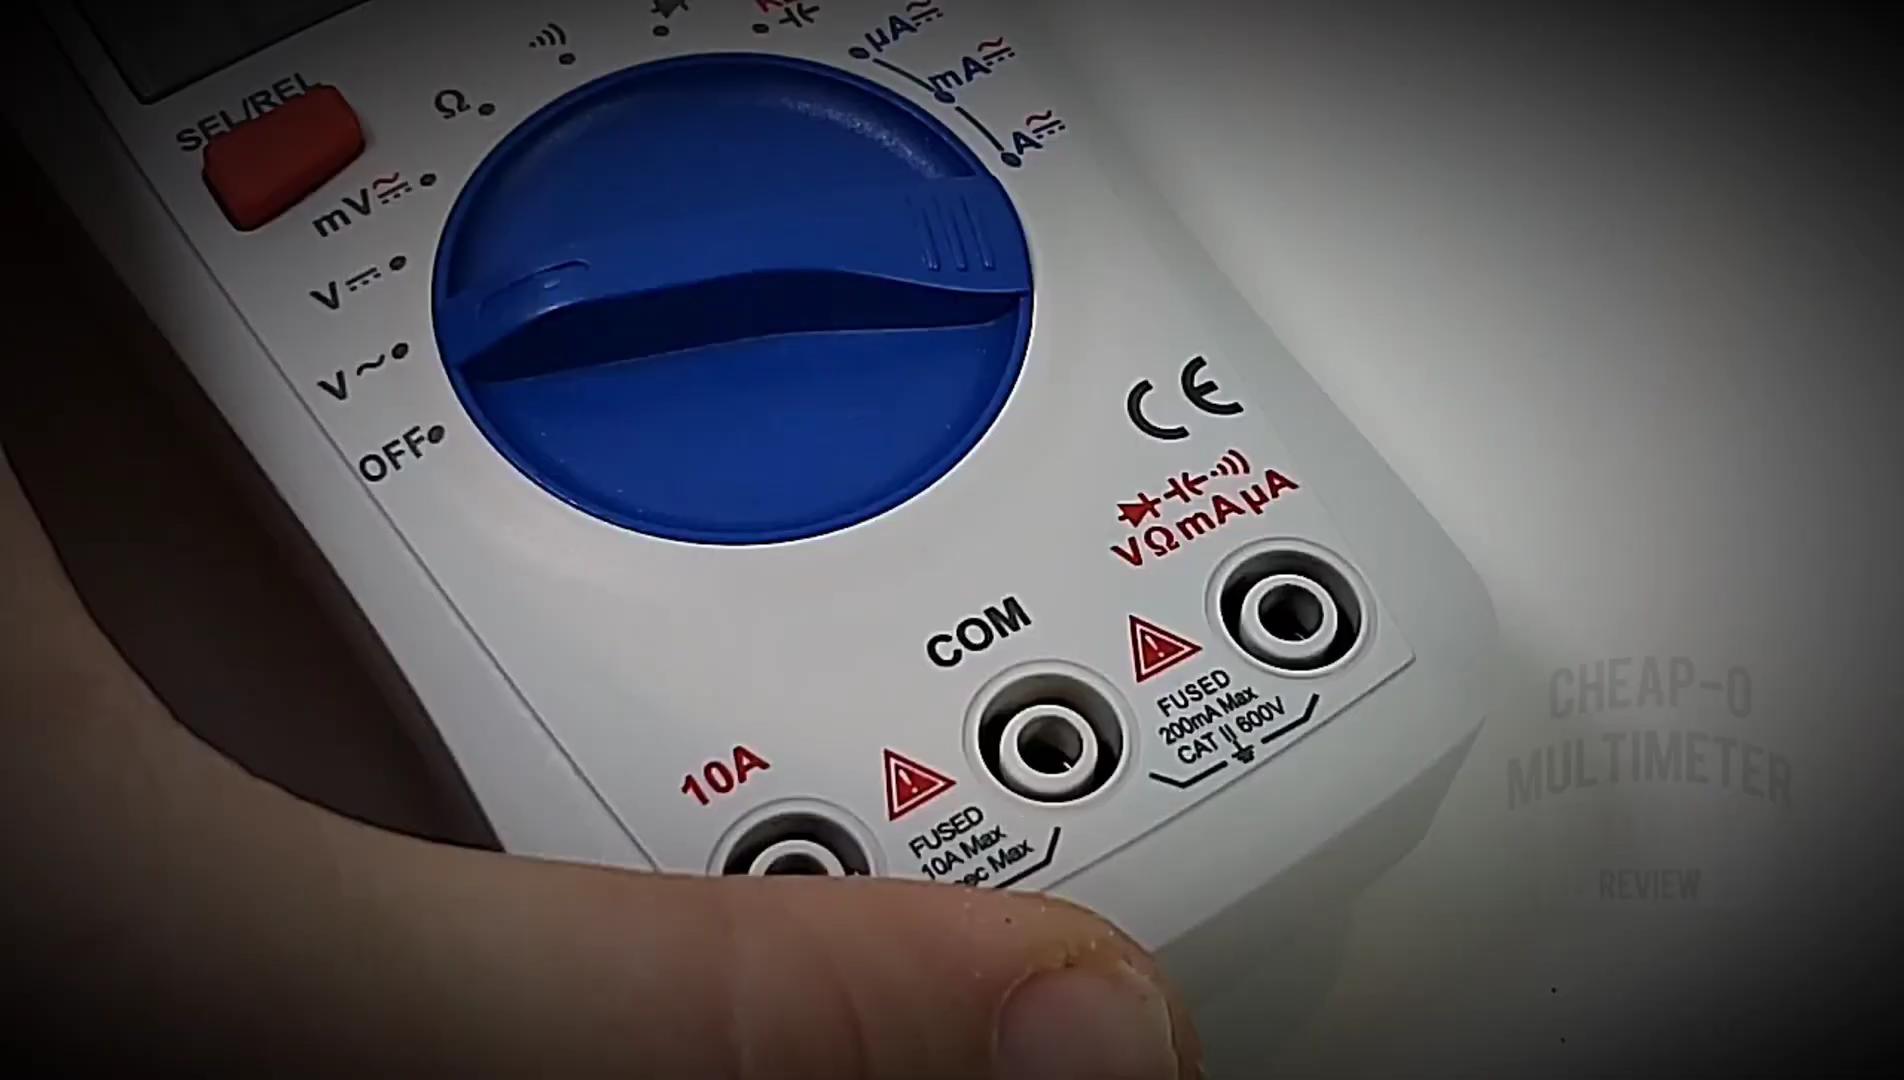 SEL/REL
Ω
µA
mA
A
mV
V
V
OFF
CE
VΩmAµA
COM
FUSED
200mA Max
CAT II 600V
10A
FUSED
10A Max
Max
CHEAP-O
MULTIMETER
REVIEW